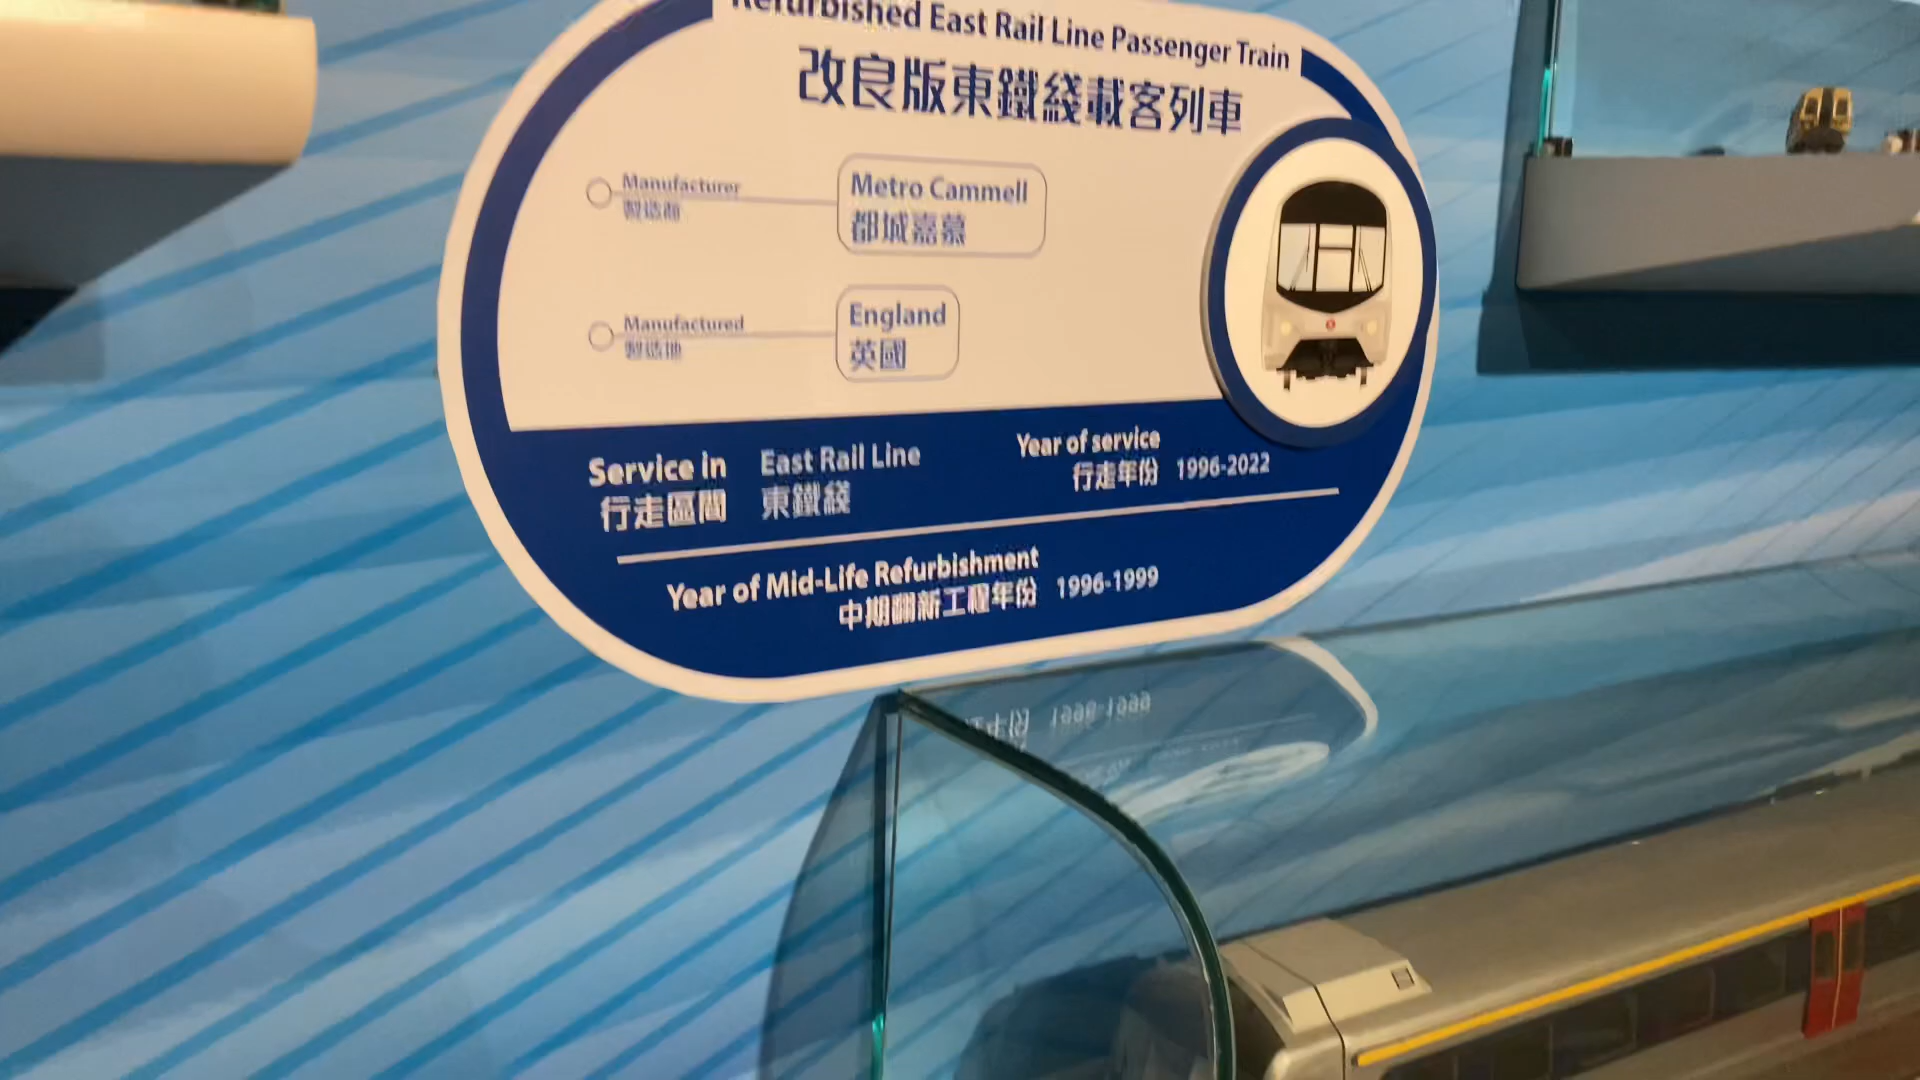 Refurbished East Rail Line Passenger Train
改良版東鐵綫載客列車
Manufacturer
製造商
Metro Cammell
都城嘉慕
Manufactured
製造地
England
英國
Service in
行走區間
East Rail Line
東鐵綫
Year of service
行走年份 1996-2022
Year of Mid-Life Refurbishment
中期翻新工程年份 1996-1999